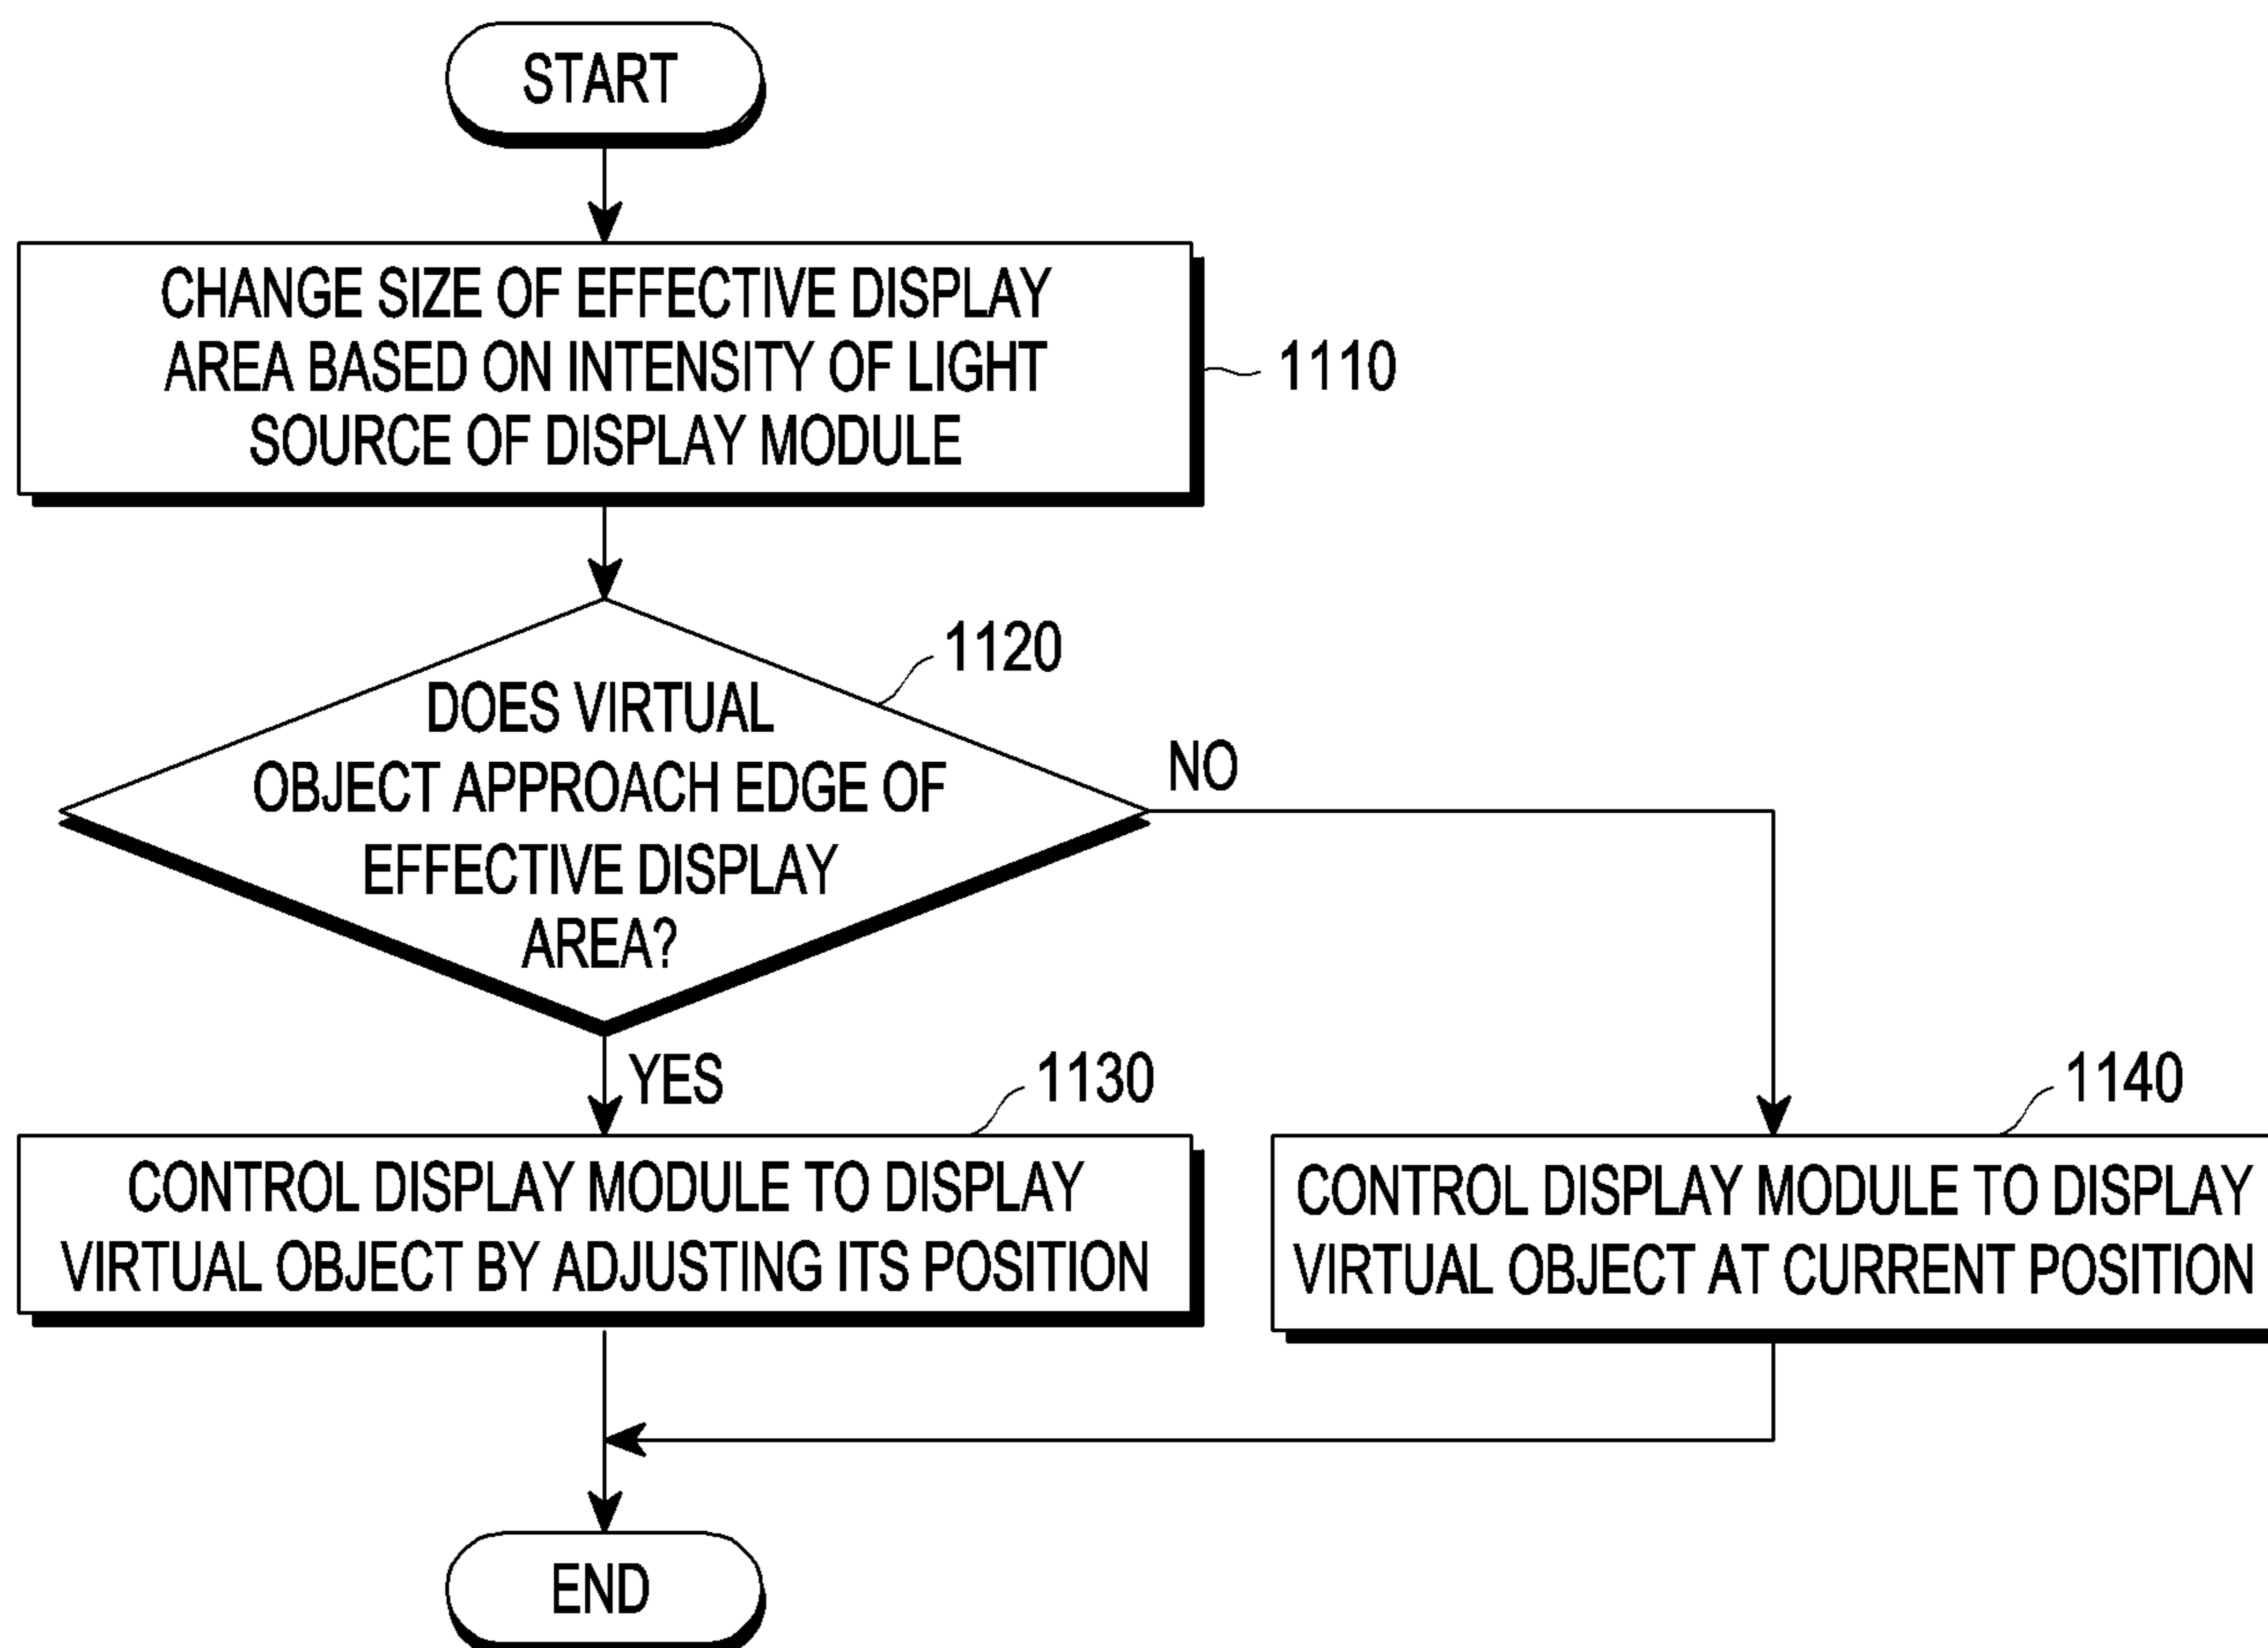 START
CHANGE SIZE OF EFFECTIVE DISPLAY
AREA BASED ON INTENSITY OF LIGHT
SOURCE OF DISPLAY MODULE
1110
1120
DOES VIRTUAL
OBJECT APPROACH EDGE OF
EFFECTIVE DISPLAY
AREA?
NO
YES
1130
CONTROL DISPLAY MODULE TO DISPLAY
VIRTUAL OBJECT BY ADJUSTING ITS POSITION
1140
CONTROL DISPLAY MODULE TO DISPLAY
VIRTUAL OBJECT AT CURRENT POSITION
END